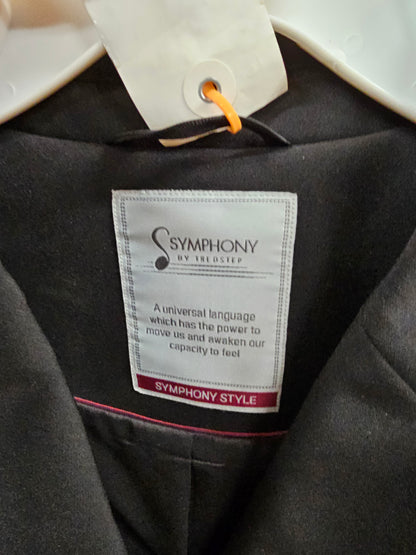 SYMPHONY
BY TREDSTEP
A universal language
which has the power to
move us and awaken our
capacity to feel
SYMPHONY STYLE